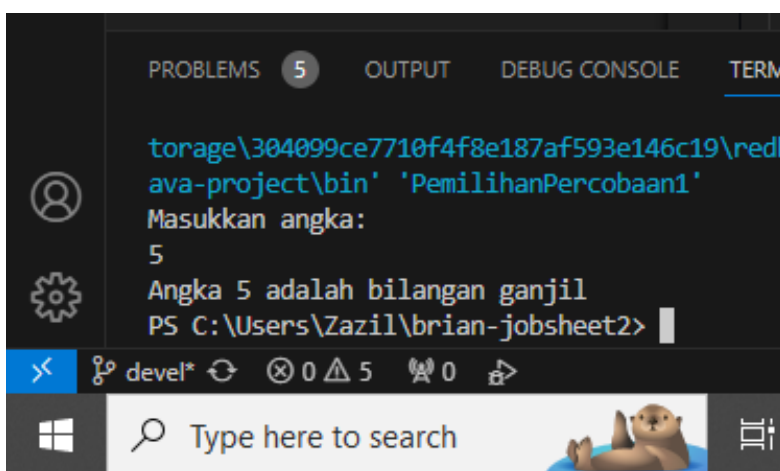 PROBLEMS 5 OUTPUT DEBUG CONSOLE TERM
torage\304099ce7710f4f8e187af593e146c19\red
ava-project\bin' 'PemilihanPercobaan1'
Masukkan angka:
5
Angka 5 adalah bilangan ganjil
PS C:\Users\Zazil\brian-jobsheet2>
devel* 0 5 0
Type here to search